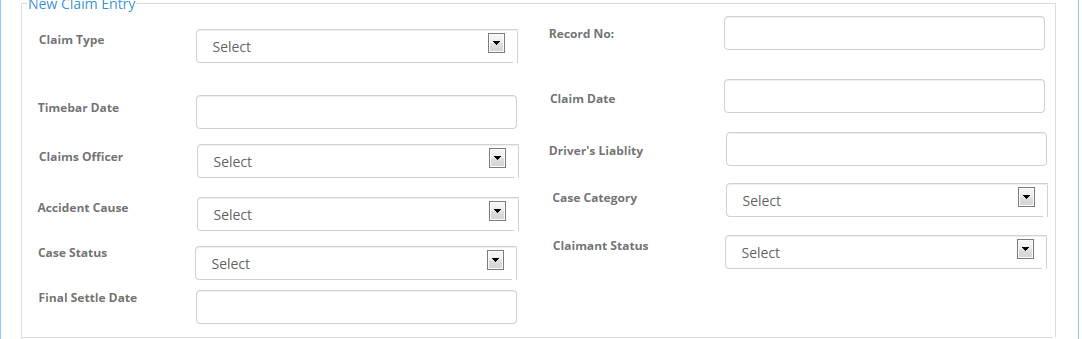 New Claim Entry
Claim Type
Select
Record No:
Timebar Date
Claim Date
Claims Officer
Select
Driver's Liablity
Accident Cause
Select
Case Category
Select
Case Status
Select
Claimant Status
Select
Final Settle Date